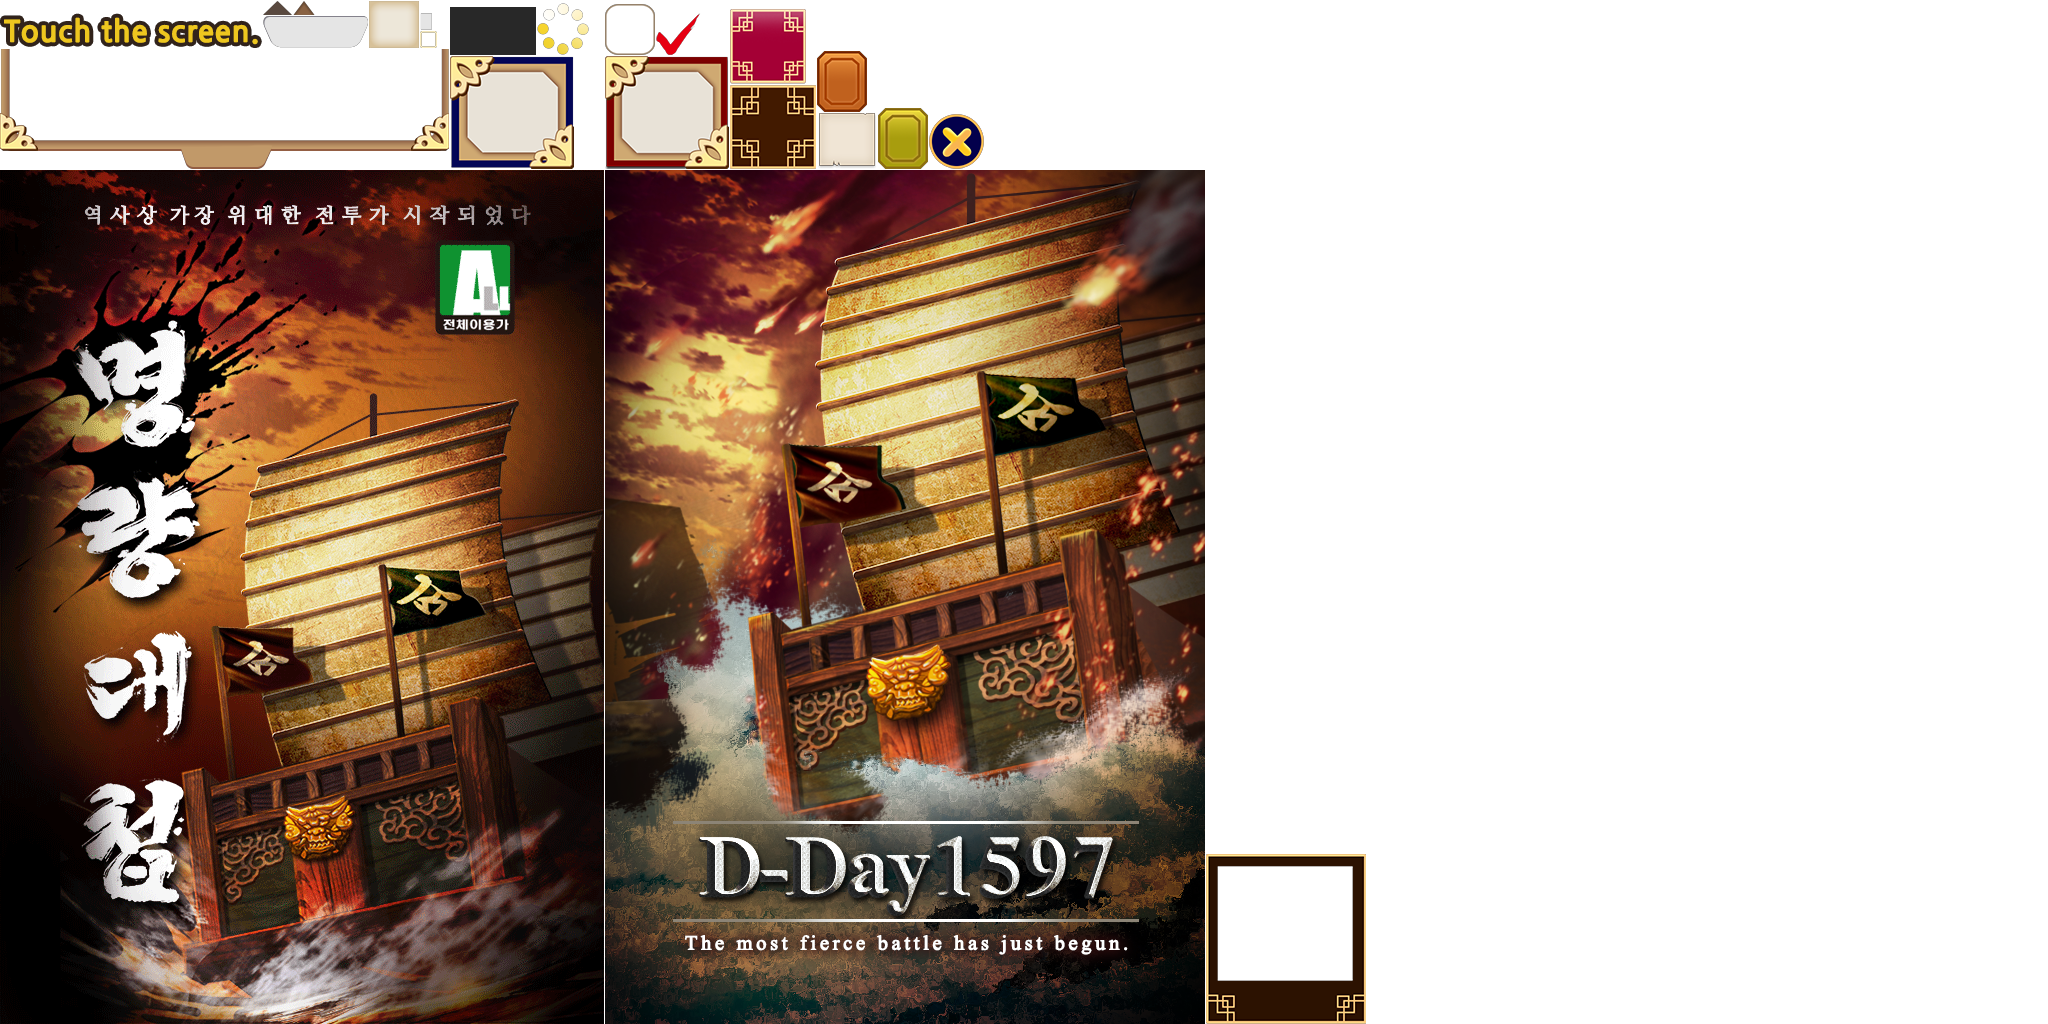 Touch the screen.
역사상 가장 위대한 전투가 시작되었다
ALL
전체이용가
명량대첩
D-Day1597
The most fierce battle has just begun.